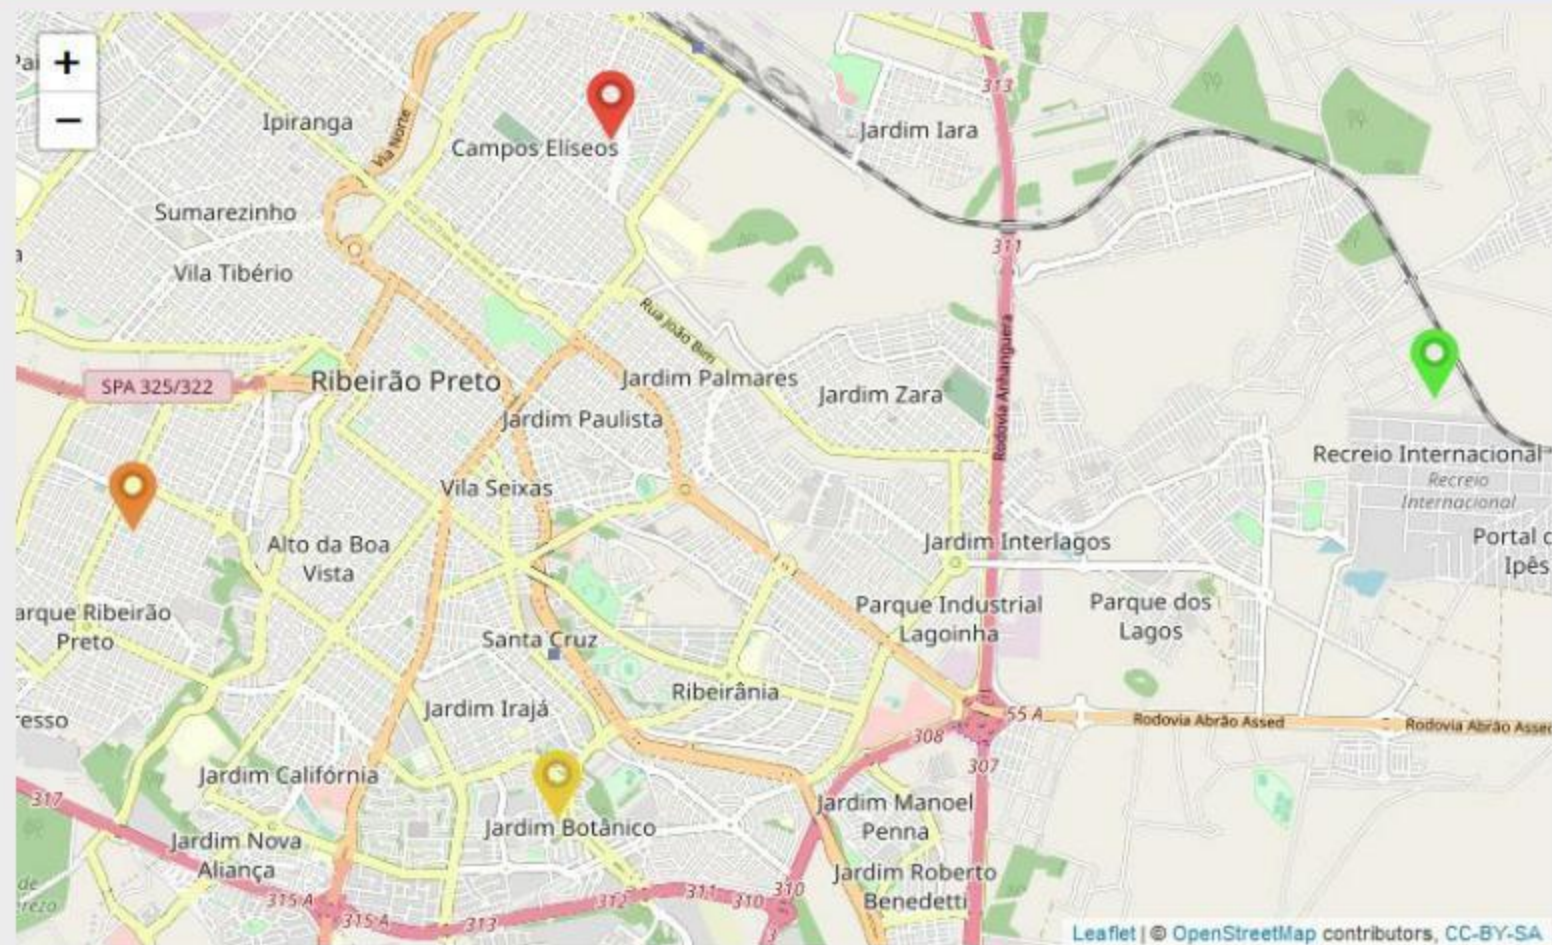 +
−
313
Ipiranga
Via Norte
Campos Elíseos
Jardim Iara
Sumarezinho
Vila Tibério
311
Rua João Bim
Rodovia Anhanguera
SPA 325/322
Ribeirão Preto
Jardim Palmares
Jardim Zara
Jardim Paulista
Recreio Internacional
Recreio
Internacional
Vila Seixas
Alto da Boa
Vista
Jardim Interlagos
Portal
Ipês
arque Ribeirão
Preto
Parque Industrial
Lagoinha
Parque dos
Lagos
Santa Cruz
Ribeirânia
Jardim Irajá
resso
55 A
Rodovia Abrão Assed
Rodovia Abrão Assed
308
307
Jardim Califórnia
317
Jardim Manoel
Penna
Jardim Botânico
Jardim Nova
Aliança
Jardim Roberto
Benedetti
de
315 A
315 A
313
312
311
310
310
Leaflet | © OpenStreetMap contributors, CC-BY-SA